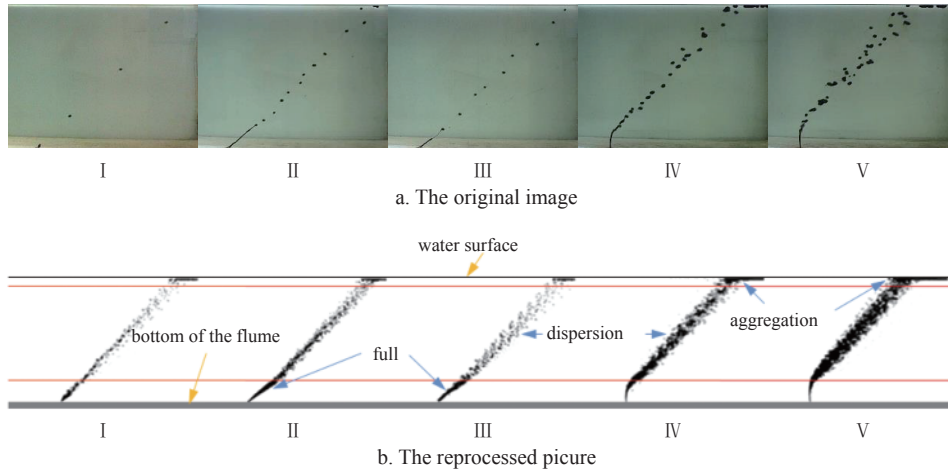 I II III IV V
a. The original image
water surface
bottom of the flume
full
dispersion
aggregation
I II III IV V
b. The reprocessed picure